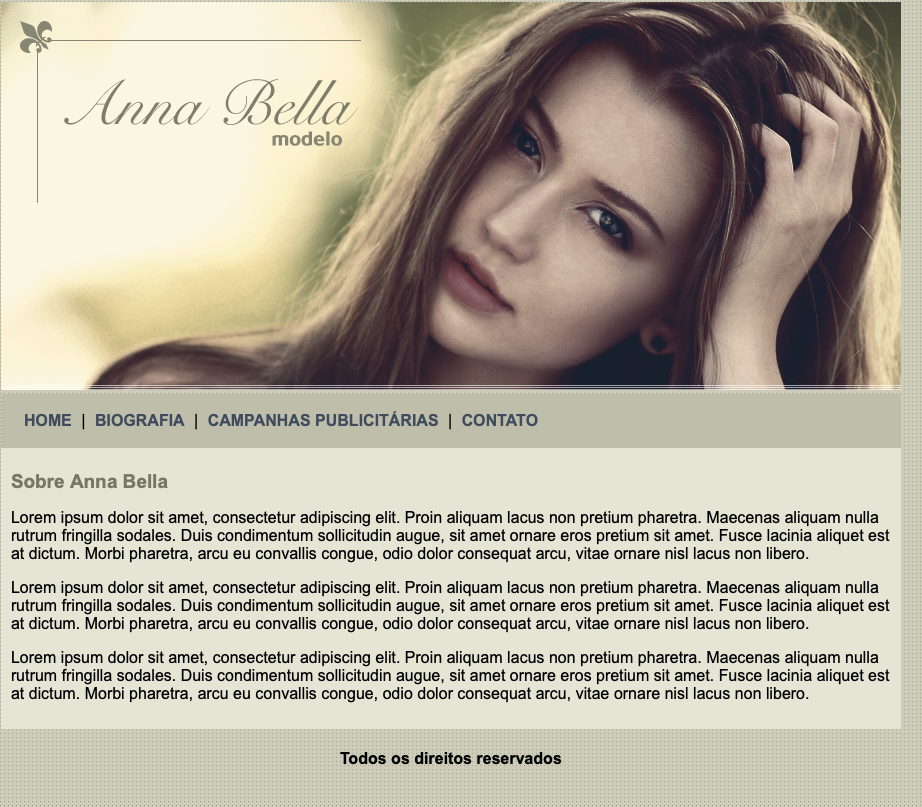 Anna Bella
modelo
HOME | BIOGRAFIA | CAMPANHAS PUBLICITÁRIAS | CONTATO
Sobre Anna Bella
Lorem ipsum dolor sit amet, consectetur adipiscing elit. Proin aliquam lacus non pretium pharetra. Maecenas aliquam nulla
rutrum fringilla sodales. Duis condimentum sollicitudin augue, sit amet ornare eros pretium sit amet. Fusce lacinia aliquet est
at dictum. Morbi pharetra, arcu eu convallis congue, odio dolor consequat arcu, vitae ornare nisl lacus non libero.
Lorem ipsum dolor sit amet, consectetur adipiscing elit. Proin aliquam lacus non pretium pharetra. Maecenas aliquam nulla
rutrum fringilla sodales. Duis condimentum sollicitudin augue, sit amet ornare eros pretium sit amet. Fusce lacinia aliquet est
at dictum. Morbi pharetra, arcu eu convallis congue, odio dolor consequat arcu, vitae ornare nisl lacus non libero.
Lorem ipsum dolor sit amet, consectetur adipiscing elit. Proin aliquam lacus non pretium pharetra. Maecenas aliquam nulla
rutrum fringilla sodales. Duis condimentum sollicitudin augue, sit amet ornare eros pretium sit amet. Fusce lacinia aliquet est
at dictum. Morbi pharetra, arcu eu convallis congue, odio dolor consequat arcu, vitae ornare nisl lacus non libero.
Todos os direitos reservados